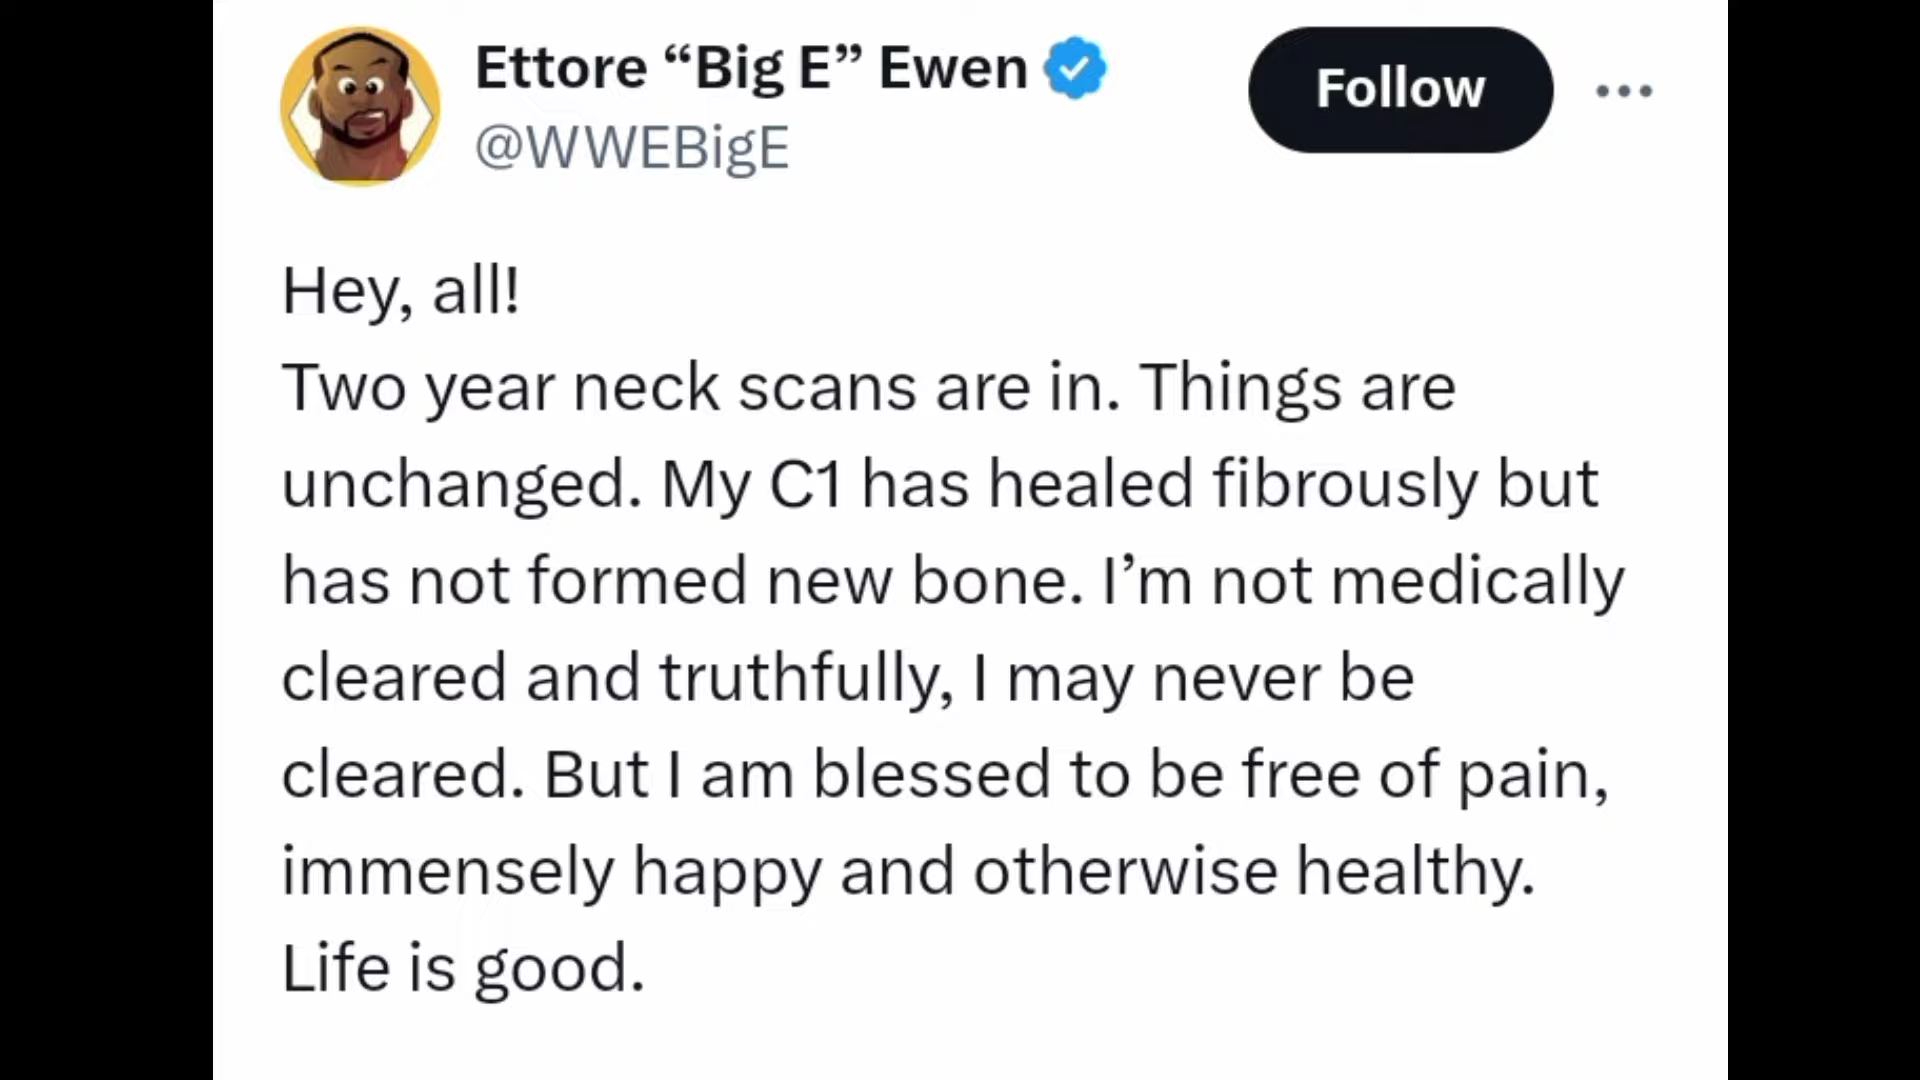 Ettore “Big E” Ewen
@WWEBigE
Follow
Hey, all!
Two year neck scans are in. Things are
unchanged. My C1 has healed fibrously but
has not formed new bone. I’m not medically
cleared and truthfully, I may never be
cleared. But I am blessed to be free of pain,
immensely happy and otherwise healthy.
Life is good.